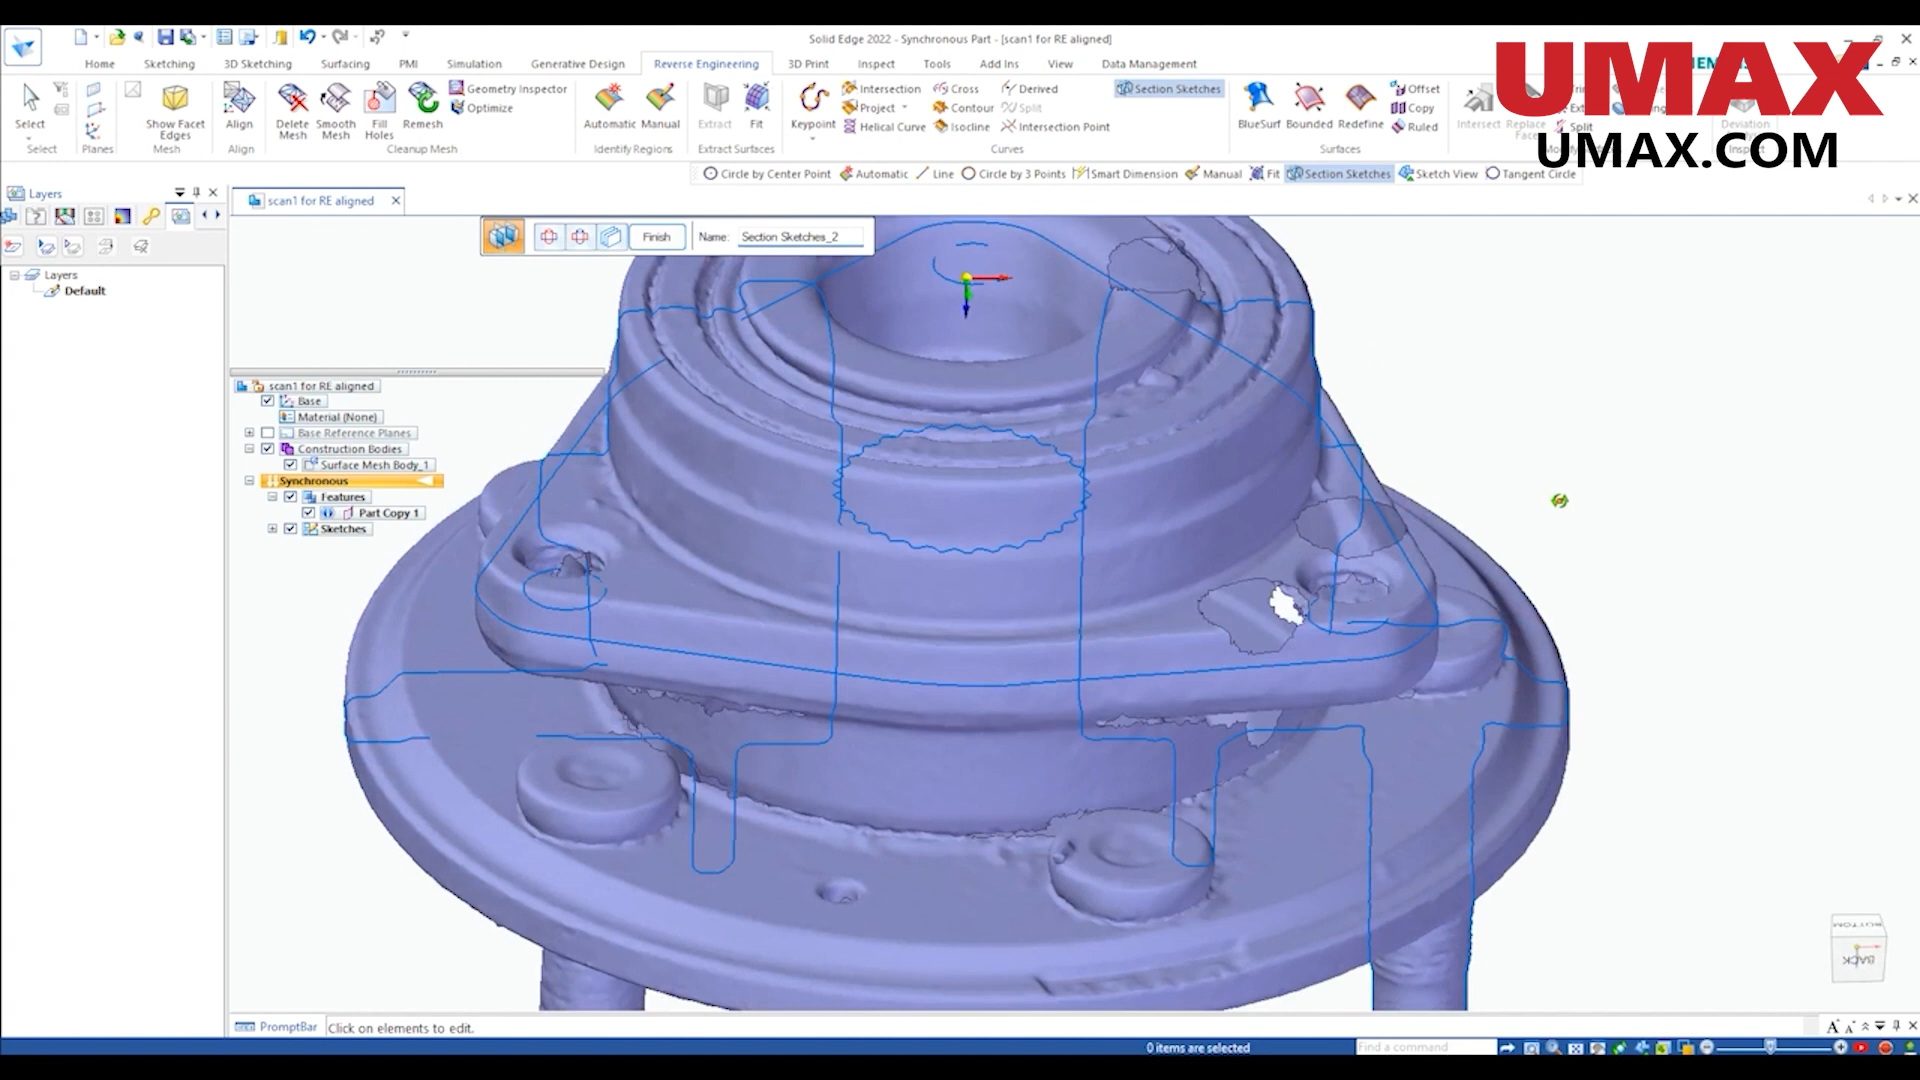 Solid Edge 2022 - Synchronous Part - [scan1 for RE aligned]
UMAX
UMAX.COM
Home Sketching 3D Sketching Surfacing PMI Simulation Generative Design Reverse Engineering 3D Print Inspect Tools Add Ins View Data Management
Select
Select
Planes
Show Facet Edges
Mesh
Align
Align
Delete Mesh
Smooth Mesh
Fill Holes
Remesh
Geometry Inspector
Optimize
Cleanup Mesh
Automatic
Manual
Identify Regions
Extract
Fit
Extract Surfaces
Keypoint
Intersection
Project
Helical Curve
Cross
Contour
Isocline
Derived
Split
Intersection Point
Curves
Section Sketches
BlueSurf
Bounded
Redefine
Offset
Copy
Ruled
Surfaces
Intersect
Replace
Split
Deviation
Circle by Center Point Automatic Line Circle by 3 Points Smart Dimension Manual Fit Section Sketches Sketch View Tangent Circle
Layers
scan1 for RE aligned
Finish
Name: Section Sketches_2
Layers
Default
scan1 for RE aligned
Base
Material (None)
Base Reference Planes
Construction Bodies
Surface Mesh Body_1
Synchronous
Features
Part Copy 1
Sketches
BOTTOM
BACK
PromptBar
Click on elements to edit.
0 items are selected
Find a command